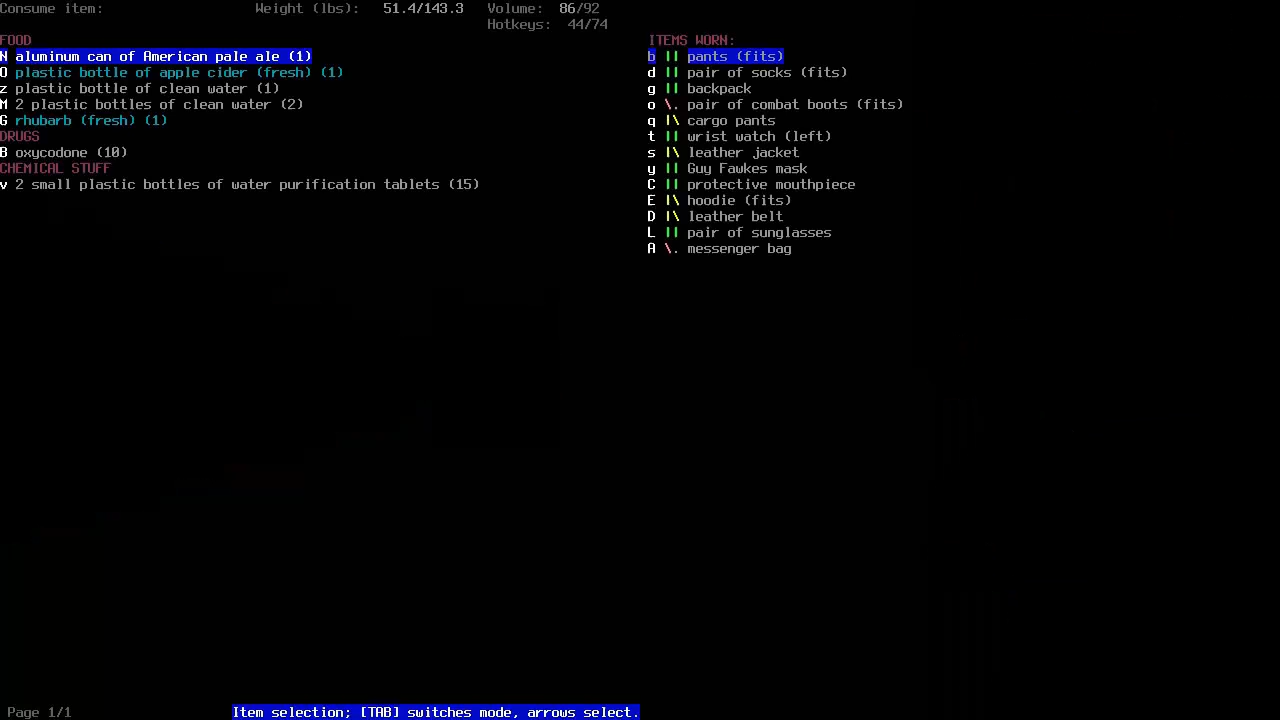 Consume item: Weight (lbs): 51.4/143.3 Volume: 86/92
Hotkeys: 44/74
FOOD
N aluminum can of American pale ale (1)
O plastic bottle of apple cider (fresh) (1)
z plastic bottle of clean water (1)
M 2 plastic bottles of clean water (2)
G rhubarb (fresh) (1)
DRUGS
B oxycodone (10)
CHEMICAL STUFF
v 2 small plastic bottles of water purification tablets (15)
ITEMS WORN:
b || pants (fits)
d || pair of socks (fits)
g || backpack
o \. pair of combat boots (fits)
q |\ cargo pants
t || wrist watch (left)
s |\ leather jacket
y || Guy Fawkes mask
C || protective mouthpiece
E |\ hoodie (fits)
D |\ leather belt
L || pair of sunglasses
A \. messenger bag
Page 1/1 Item selection; [TAB] switches mode, arrows select.